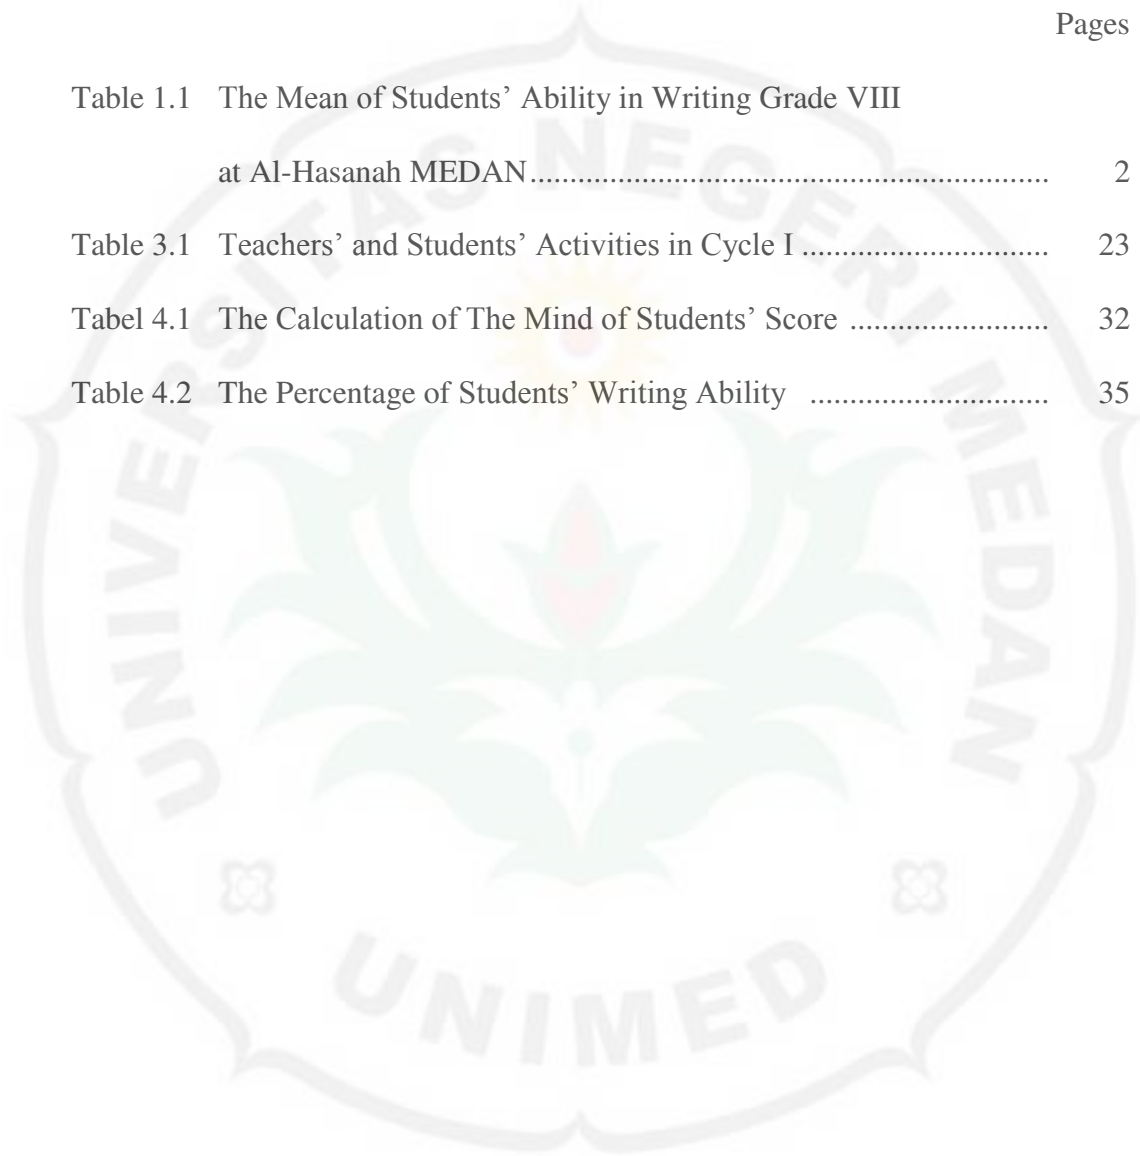 Pages
Table 1.1 The Mean of Students’ Ability in Writing Grade VIII
at Al-Hasanah MEDAN............................................................. 2
Table 3.1 Teachers’ and Students’ Activities in Cycle I ............................. 23
Tabel 4.1 The Calculation of The Mind of Students’ Score ........................ 32
Table 4.2 The Percentage of Students’ Writing Ability ............................. 35
UNIVERSITAS NEGERI MEDAN
UNIMED